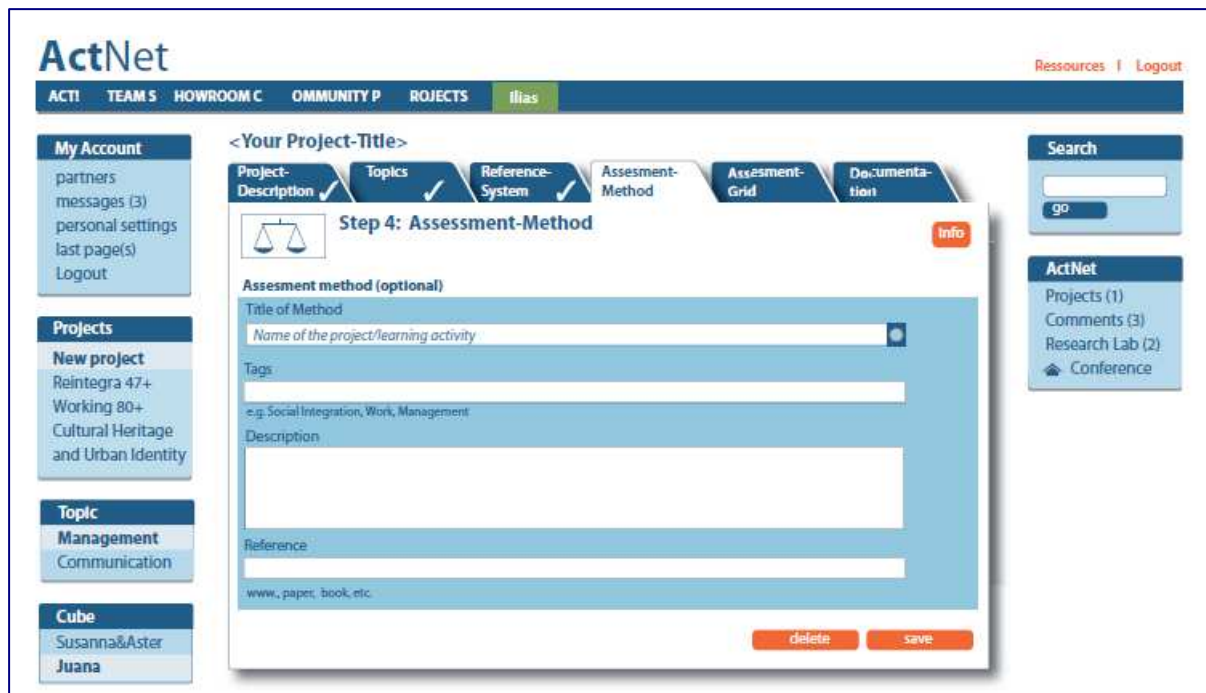 ActNet
Ressources | Logout
ACT! TEAM S HOWROOM C OMMUNITY P ROJECTS Ilias
My Account
partners
messages (3)
personal settings
last page(s)
Logout
Projects
New project
Reintegra 47+
Working 80+
Cultural Heritage
and Urban Identity
Topic
Management
Communication
Cube
Susanna&Aster
Juana
<Your Project-Title>
Project-
Description
Topics
Reference-
System
Assesment-
Method
Assesment-
Grid
Documenta-
tion
Step 4: Assessment-Method
Info
Assesment method (optional)
Title of Method
Name of the project/learning activity
Tags
e.g. Social Integration, Work, Management
Description
Reference
www., paper, book, etc.
delete save
Search
go
ActNet
Projects (1)
Comments (3)
Research Lab (2)
Conference